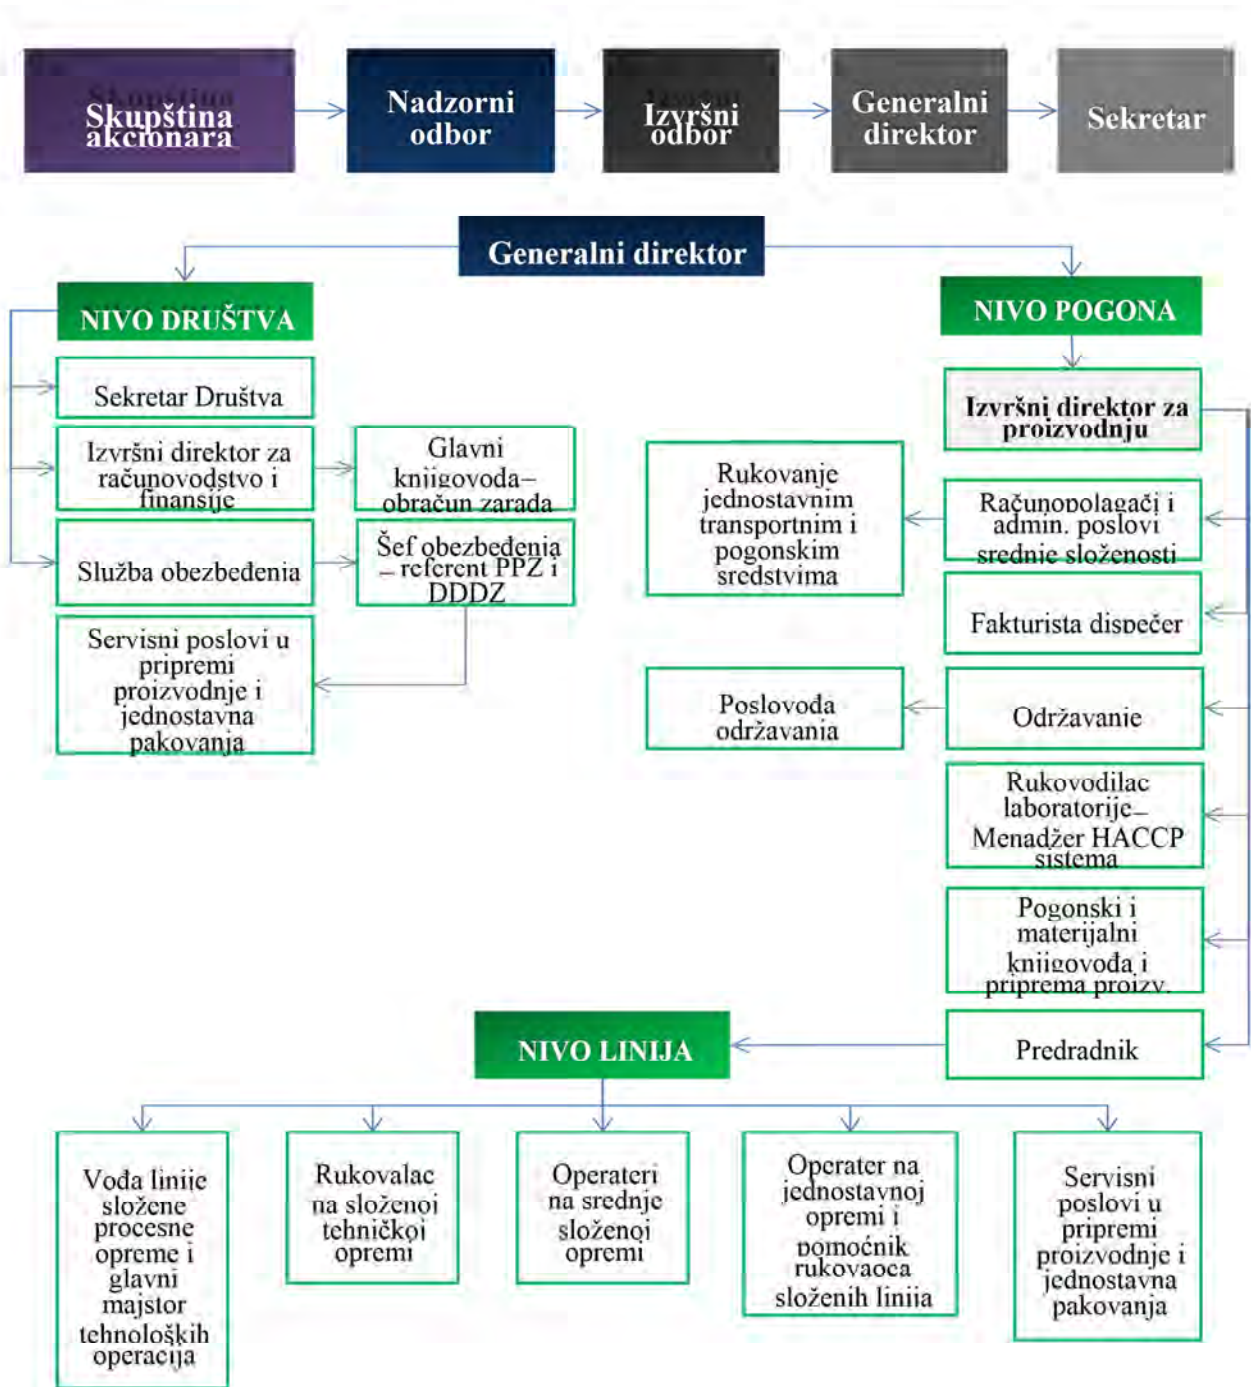 Skupština
akcionara
Nadzorni
odbor
Izvršni
odbor
Generalni
direktor
Sekretar
Generalni direktor
NIVO DRUŠTVA
Sekretar Društva
Izvršni direktor za
računovodstvo i
finansije
Glavni
knjigovođa–
obračun zarada
Služba obezbeđenja
Šef obezbeđenja
– referent PPZ i
DDDZ
Servisni poslovi u
pripremi
proizvodnje i
jednostavna
pakovanja
NIVO POGONA
Izvršni direktor za
proizvodnju
Računopolagači i
admin. poslovi
srednje složenosti
Rukovanje
jednostavnim
transportnim i
pogonskim
sredstvima
Fakturista dispečer
Održavanje
Poslovođa
održavanja
Rukovodilac
laboratorije–
Menadžer HACCP
sistema
Pogonski i
materijalni
knjigovođa i
priprema proizv.
Predradnik
NIVO LINIJA
Vođa linije
složene
procesne
opreme i
glavni
majstor
tehnoloških
operacija
Rukovalac
na složenoj
tehničkoj
opremi
Operateri
na srednje
složenoj
opremi
Operater na
jednostavnoj
opremi i
pomoćnik
rukovaoca
složenih linija
Servisni
poslovi u
pripremi
proizvodnje i
jednostavna
pakovanja